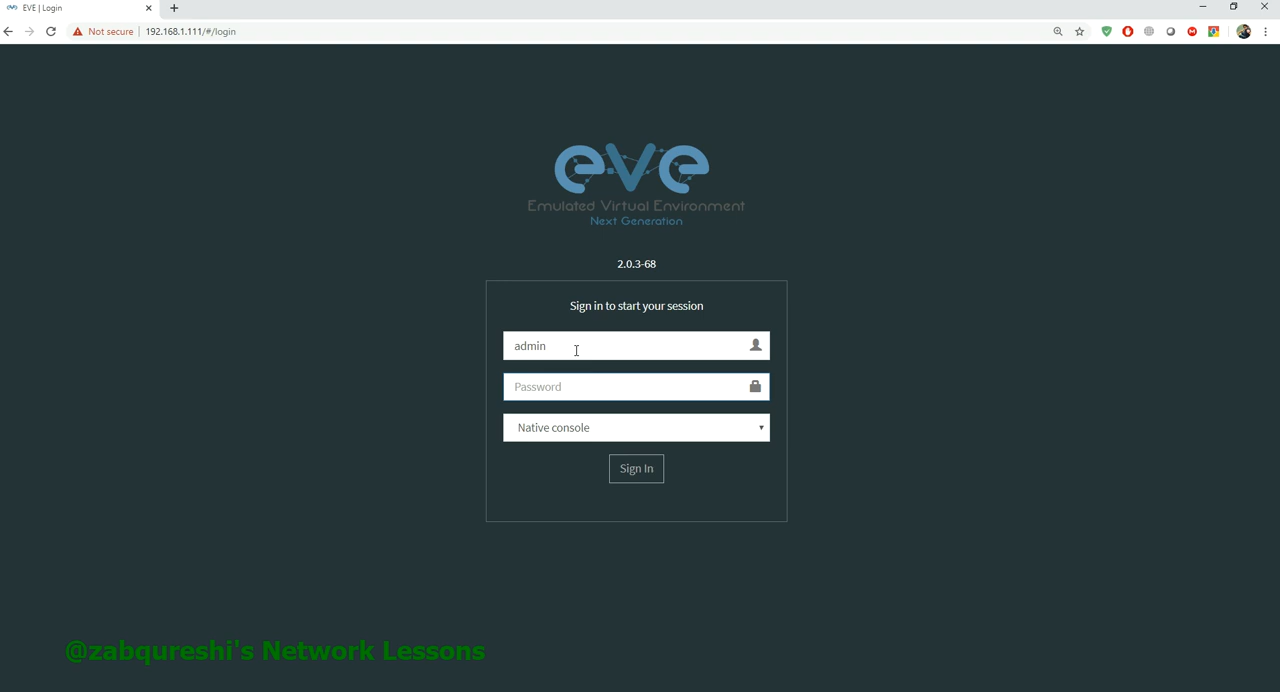 EVE | Login
Not secure
192.168.1.111/#/login
eve
Emulated Virtual Environment
Next Generation
2.0.3-68
Sign in to start your session
admin
Password
Native console
Sign In
@zabqureshi's Network Lessons